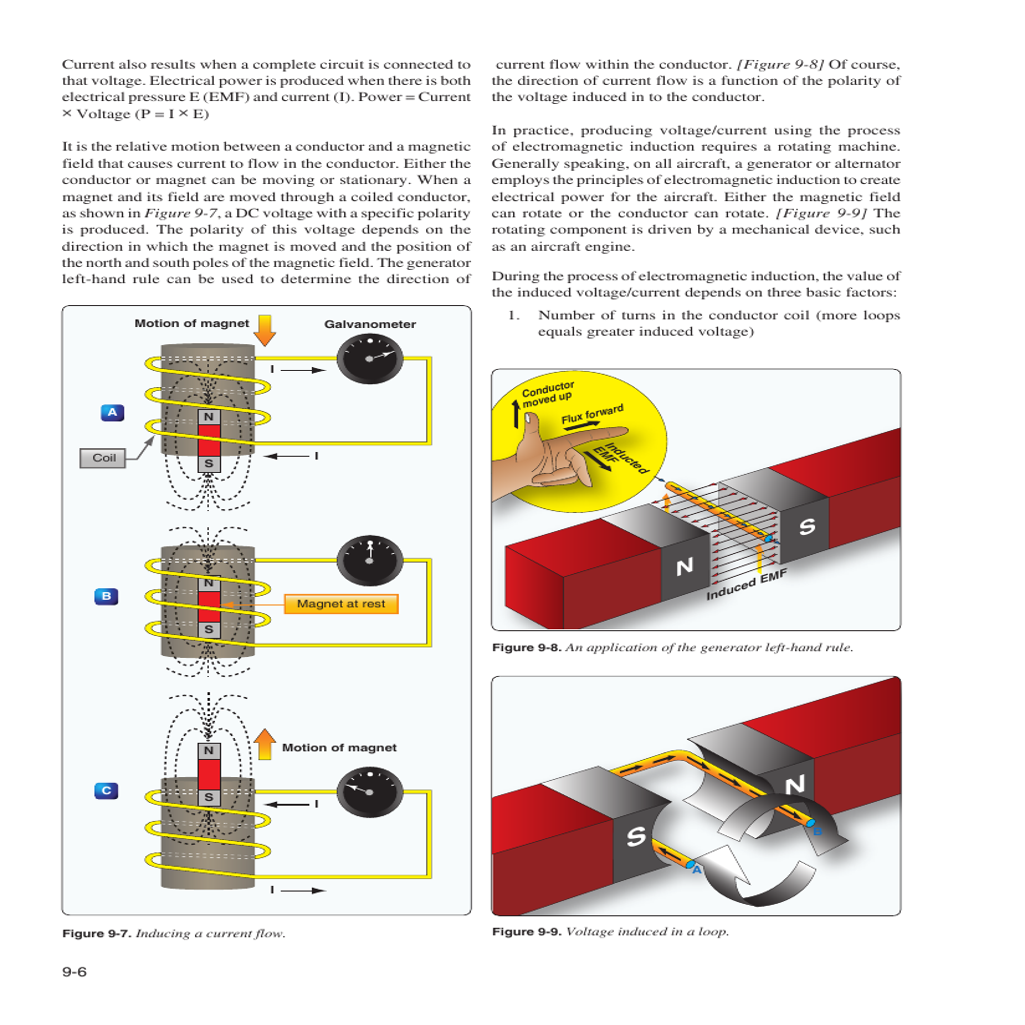 Current also results when a complete circuit is connected to
that voltage. Electrical power is produced when there is both
electrical pressure E (EMF) and current (I). Power = Current
× Voltage (P = I × E)
It is the relative motion between a conductor and a magnetic
field that causes current to flow in the conductor. Either the
conductor or magnet can be moving or stationary. When a
magnet and its field are moved through a coiled conductor,
as shown in Figure 9-7, a DC voltage with a specific polarity
is produced. The polarity of this voltage depends on the
direction in which the magnet is moved and the position of
the north and south poles of the magnetic field. The generator
left-hand rule can be used to determine the direction of
Motion of magnet
Galvanometer
I
A
N
Coil
S
I
B
N
Magnet at rest
S
N
Motion of magnet
C
S
I
I
Figure 9-7. Inducing a current flow.
9-6
current flow within the conductor. [Figure 9-8] Of course,
the direction of current flow is a function of the polarity of
the voltage induced in to the conductor.
In practice, producing voltage/current using the process
of electromagnetic induction requires a rotating machine.
Generally speaking, on all aircraft, a generator or alternator
employs the principles of electromagnetic induction to create
electrical power for the aircraft. Either the magnetic field
can rotate or the conductor can rotate. [Figure 9-9] The
rotating component is driven by a mechanical device, such
as an aircraft engine.
During the process of electromagnetic induction, the value of
the induced voltage/current depends on three basic factors:
1. Number of turns in the conductor coil (more loops
equals greater induced voltage)
Conductor
moved up
Flux forward
Inducted
EMF
S
N
Induced EMF
Figure 9-8. An application of the generator left-hand rule.
N
S
B
A
Figure 9-9. Voltage induced in a loop.